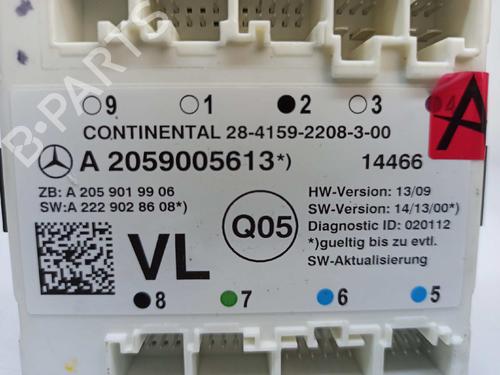 B-PARTS
9 1 2 3 4
A
CONTINENTAL 28-4159-2208-3-00
A 2059005613*) 14466
ZB: A 205 901 99 06
SW:A 222 902 86 08*)
HW-Version: 13/09
SW-Version: 14/13/00*)
Diagnostic ID: 020112
*)gueltig bis zu evtl.
SW-Aktualisierung
VL
Q05
8 7 6 5